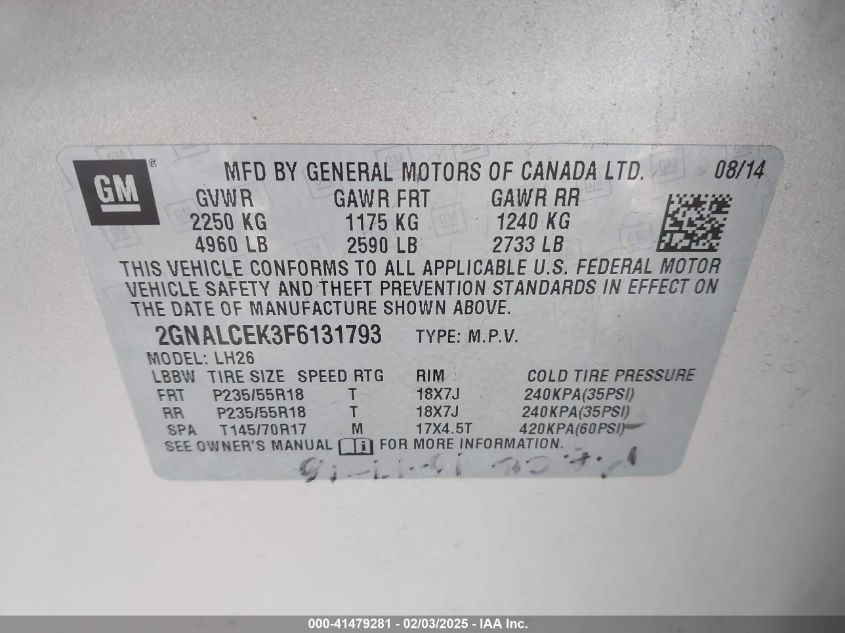 GM ® MFD BY GENERAL MOTORS OF CANADA LTD. 08/14
GVWR GAWR FRT GAWR RR
2250 KG 1175 KG 1240 KG
4960 LB 2590 LB 2733 LB
THIS VEHICLE CONFORMS TO ALL APPLICABLE U.S. FEDERAL MOTOR
VEHICLE SAFETY AND THEFT PREVENTION STANDARDS IN EFFECT ON
THE DATE OF MANUFACTURE SHOWN ABOVE.
2GNALCEK3F6131793 TYPE: M.P.V.
MODEL: LH26
LBBW TIRE SIZE SPEED RTG RIM COLD TIRE PRESSURE
FRT P235/55R18 T 18X7J 240KPA(35PSI)
RR P235/55R18 T 18X7J 240KPA(35PSI)
SPA T145/70R17 M 17X4.5T 420KPA(60PSI)
SEE OWNER'S MANUAL FOR MORE INFORMATION.
000-41479281 - 02/03/2025 - IAA Inc.